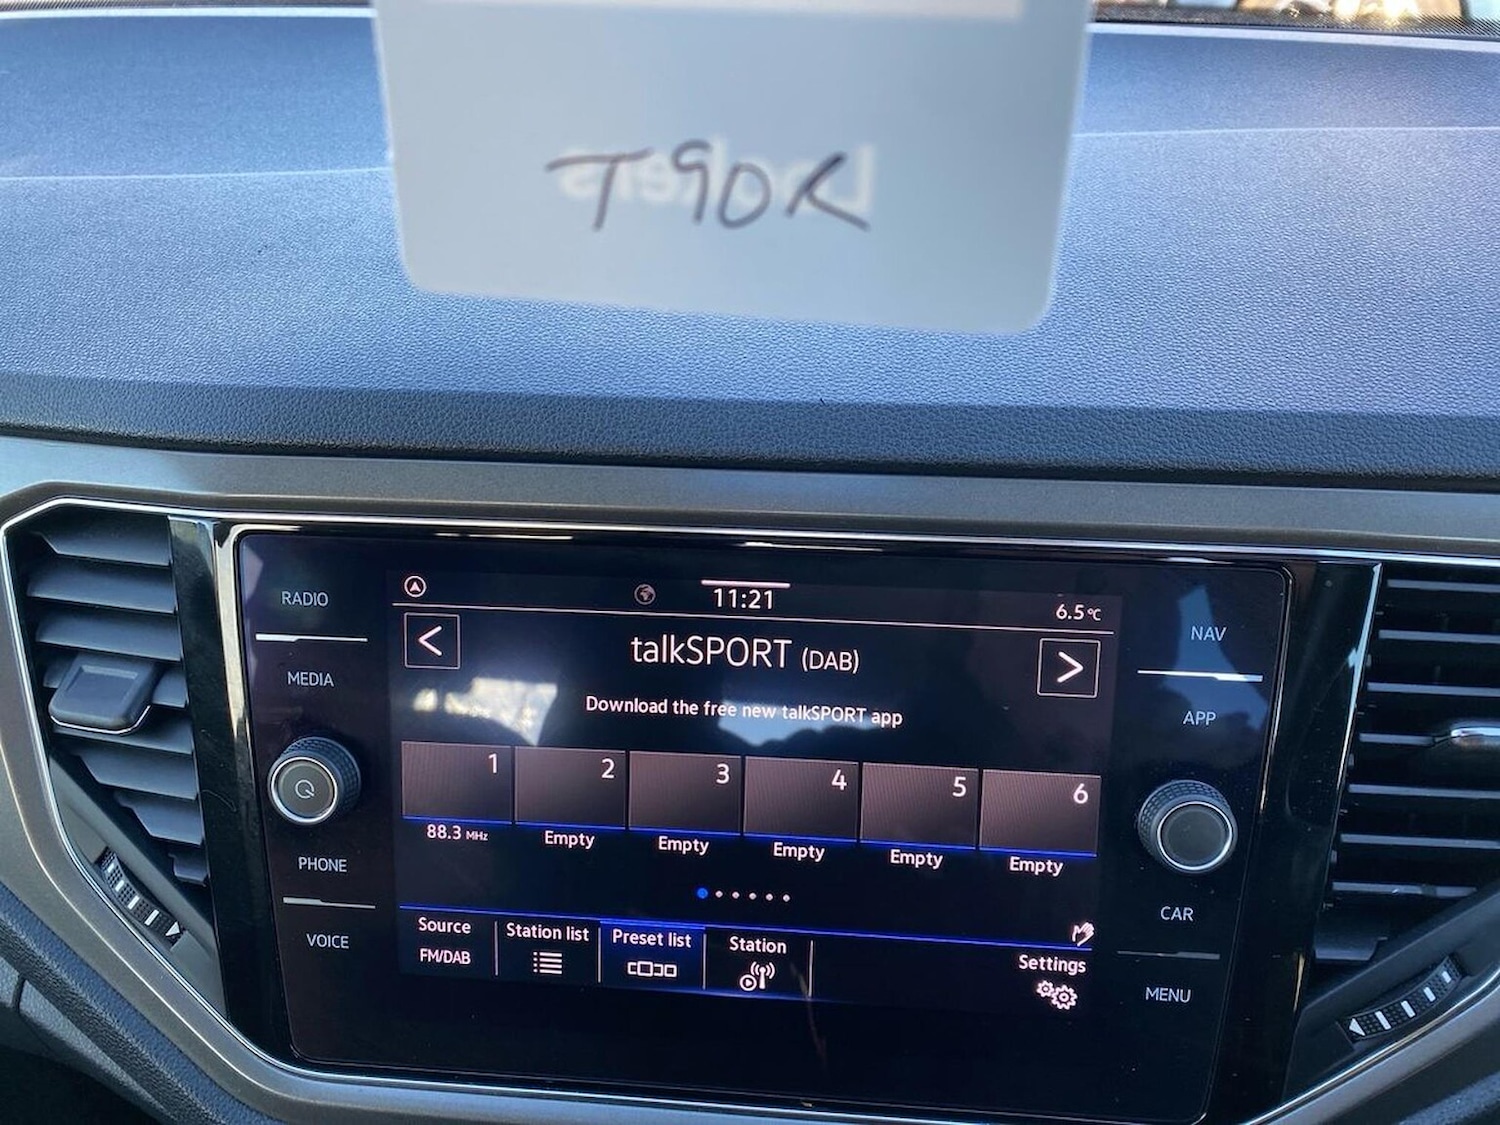 T90K
Lookers
RADIO
MEDIA
PHONE
VOICE
11:21
6.5°C
<
talkSPORT (DAB)
>
Download the free new talkSPORT app
1 2 3 4 5 6
88.3 MHz Empty Empty Empty Empty Empty
Source Station list Preset list Station
FM/DAB
Settings
NAV
APP
CAR
MENU